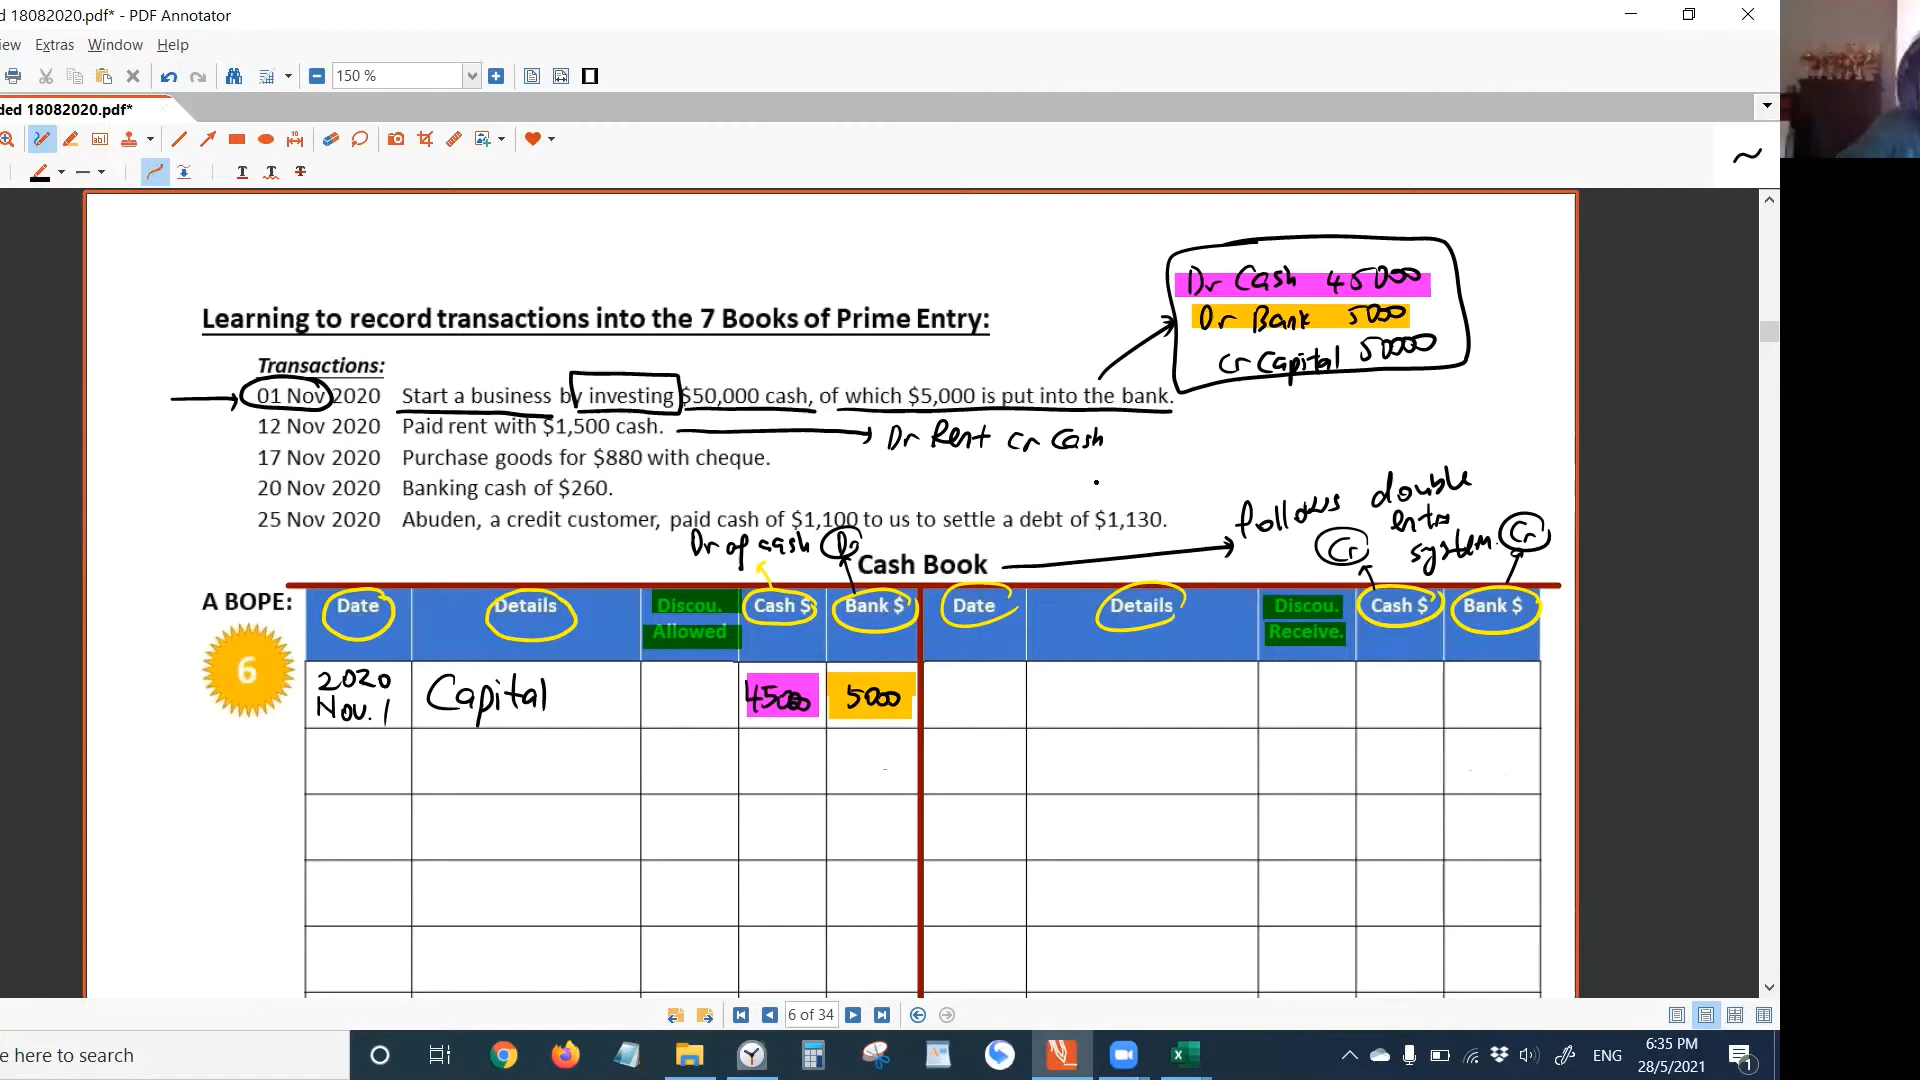 d 18082020.pdf* - PDF Annotator
iew Extras Window Help
150 %
ded 18082020.pdf*
Dr Cash 45000
Dr Bank 5000
Cr Capital 50000
Learning to record transactions into the 7 Books of Prime Entry:
Transactions:
01 Nov 2020 Start a business by investing $50,000 cash, of which $5,000 is put into the bank.
12 Nov 2020 Paid rent with $1,500 cash.
Dr Rent Cr Cash
17 Nov 2020 Purchase goods for $880 with cheque.
20 Nov 2020 Banking cash of $260.
25 Nov 2020 Abuden, a credit customer, paid cash of $1,100 to us to settle a debt of $1,130.
follows double
entry
system.
Dr of cash Dr
Cr Cr
Cash Book
A BOPE:
6
Date Details Discou. Allowed Cash $ Bank $ Date Details Discou. Receive. Cash $ Bank $
2020
Nov. 1 Capital 45000 5000
6 of 34
e here to search
ENG
6:35 PM
28/5/2021
1